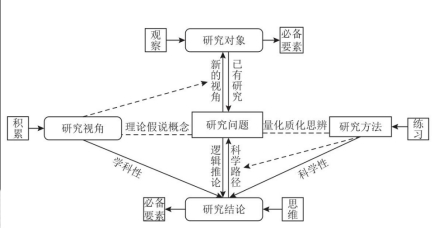 观察
研究对象
必备要素
新的视角
已有研究
积累
研究视角
理论假说概念
研究问题
量化质化思辨
研究方法
练习
学科性
逻辑推论
科学路径
科学性
必备要素
研究结论
思维